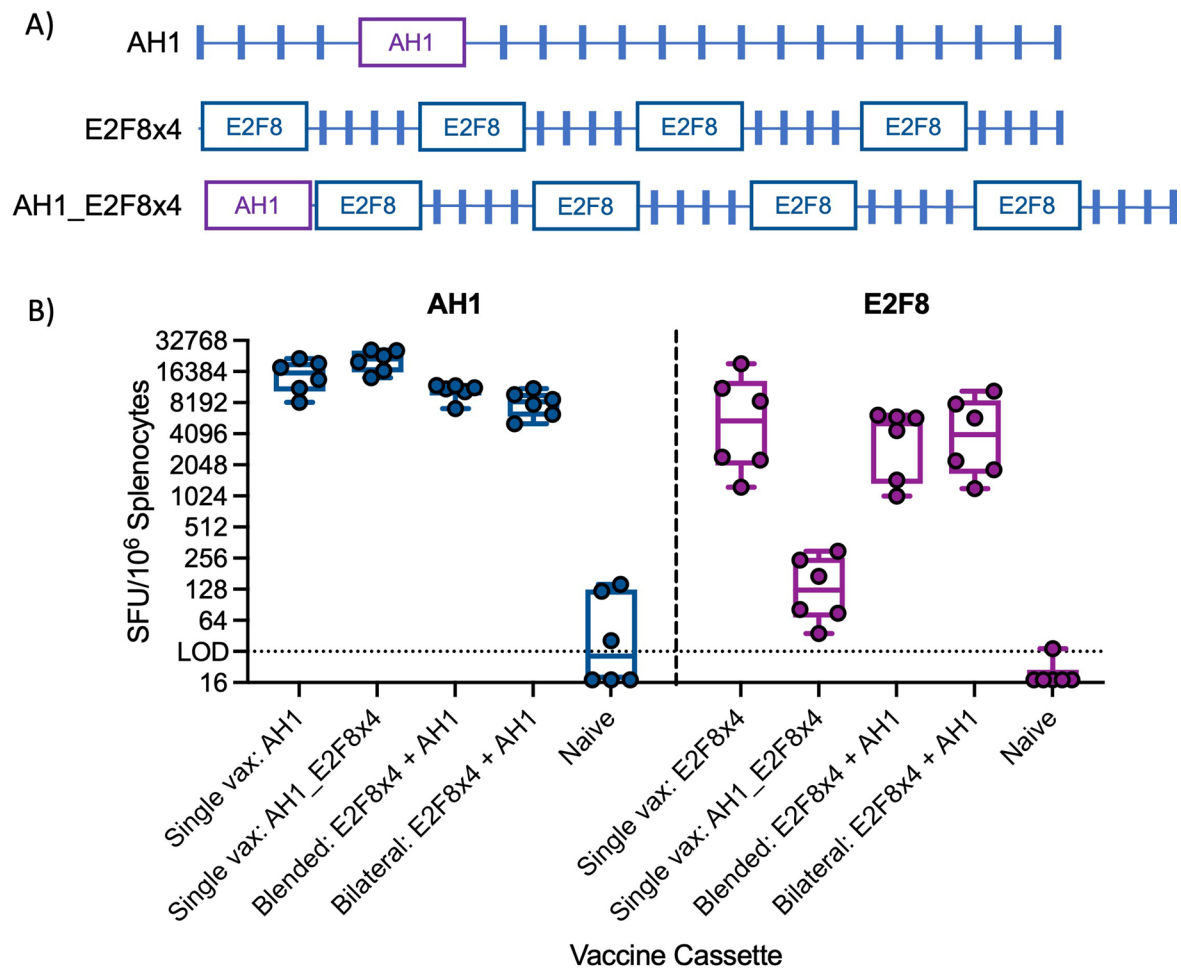 A)
AH1
AH1
E2F8x4
E2F8
E2F8
E2F8
E2F8
AH1_E2F8x4
AH1
E2F8
E2F8
E2F8
E2F8
B)
AH1
E2F8
SFU/10⁶ Splenocytes
32768
16384
8192
4096
2048
1024
512
256
128
64
LOD
16
Single vax: AH1
Single vax: AH1_E2F8x4
Blended: E2F8x4 + AH1
Bilateral: E2F8x4 + AH1
Naive
Single vax: E2F8x4
Single vax: AH1_E2F8x4
Blended: E2F8x4 + AH1
Bilateral: E2F8x4 + AH1
Naive
Vaccine Cassette